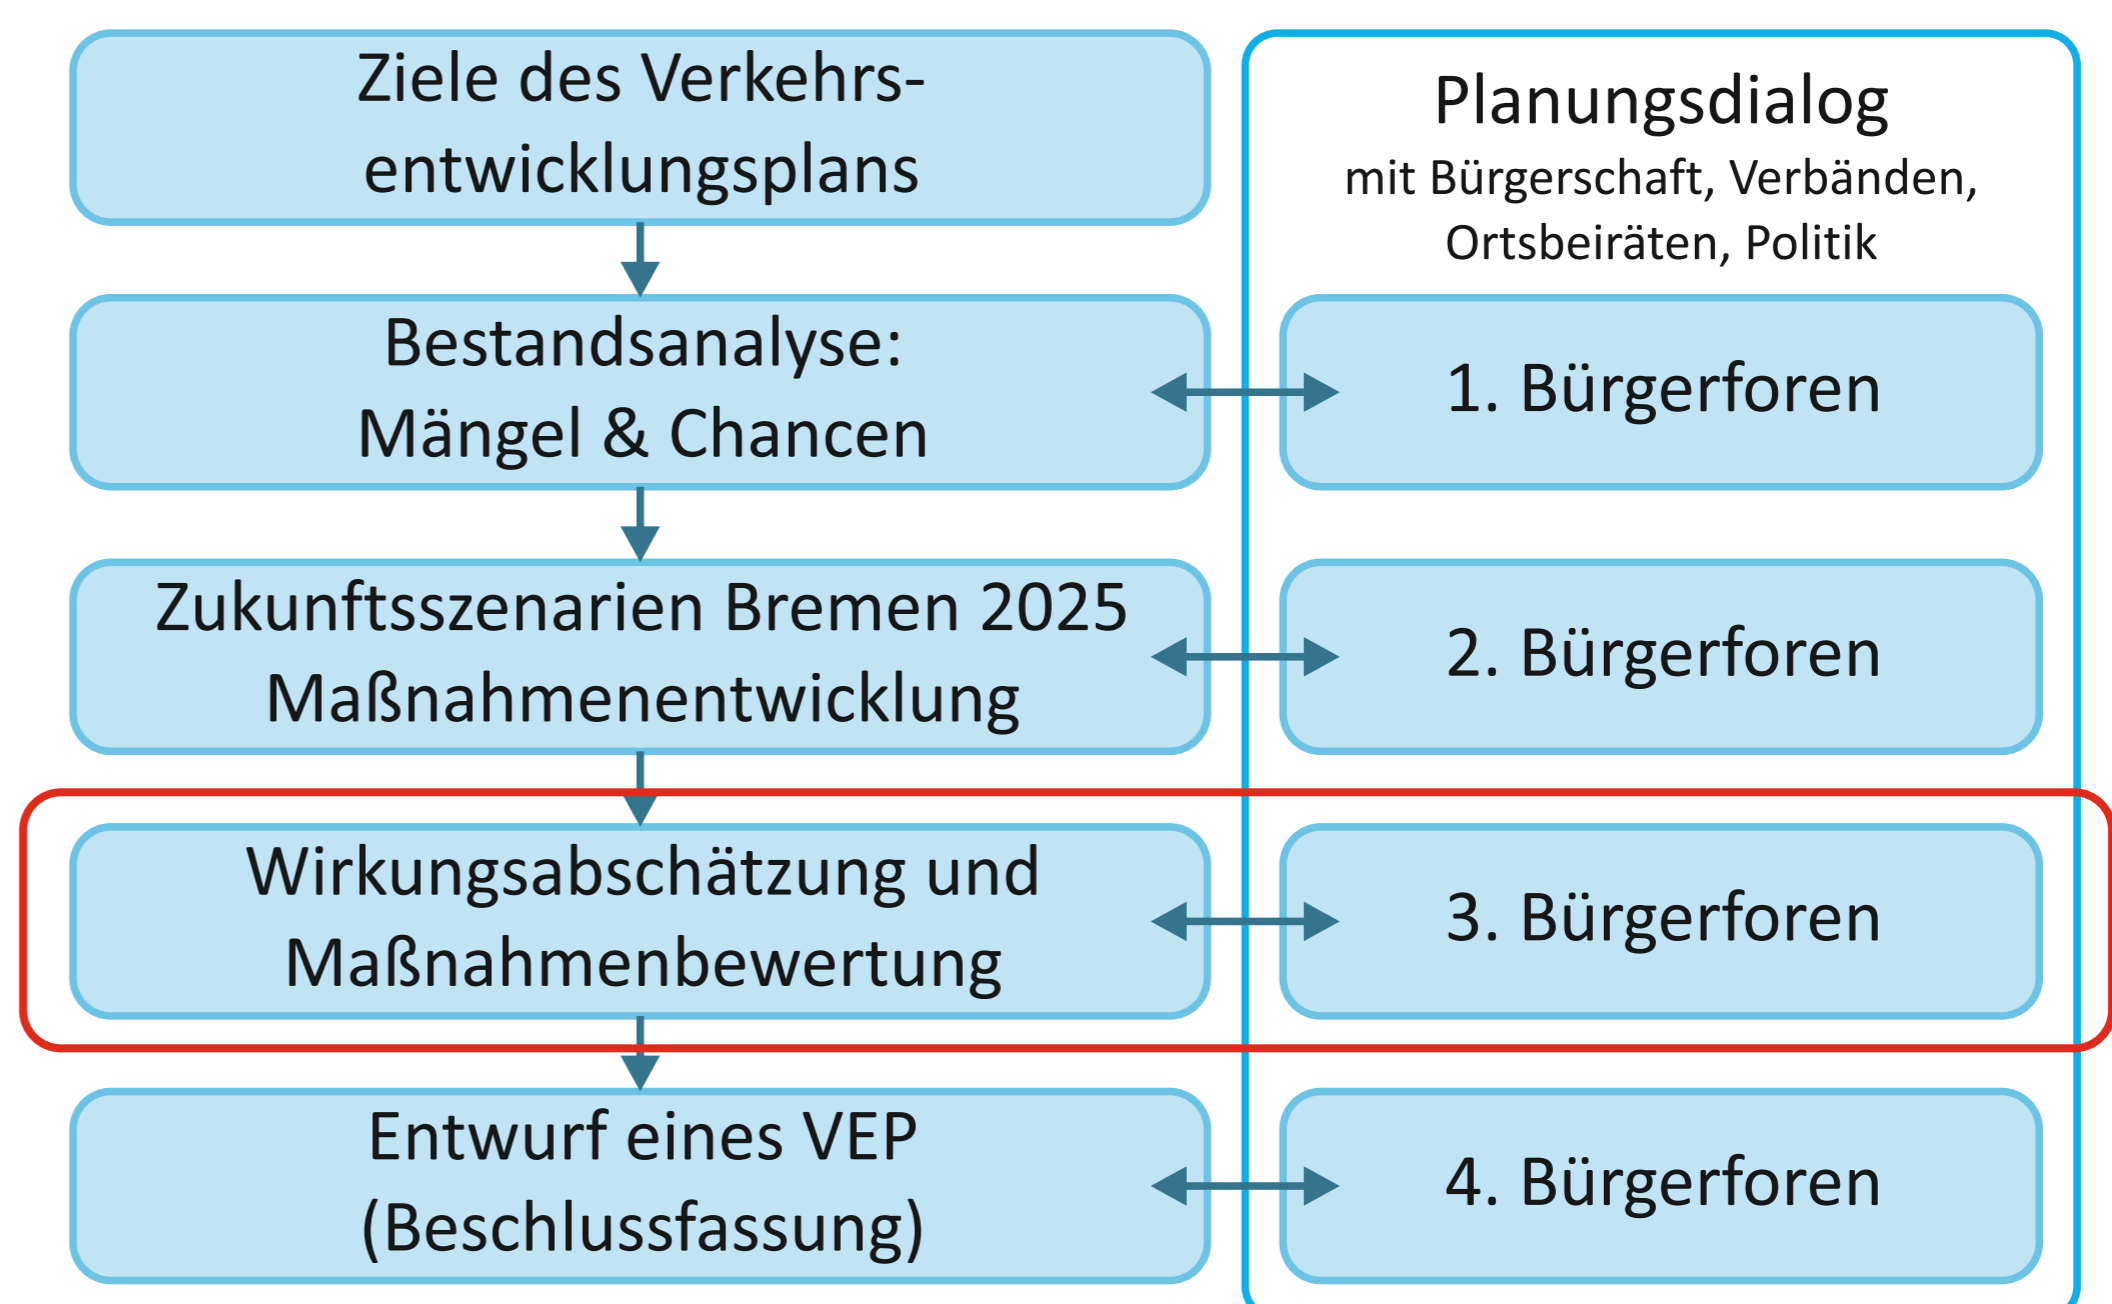 Ziele des Verkehrs-
entwicklungsplans
Planungsdialog
mit Bürgerschaft, Verbänden,
Ortsbeiräten, Politik
Bestandsanalyse:
Mängel & Chancen
1. Bürgerforen
Zukunftsszenarien Bremen 2025
Maßnahmenentwicklung
2. Bürgerforen
Wirkungsabschätzung und
Maßnahmenbewertung
3. Bürgerforen
Entwurf eines VEP
(Beschlussfassung)
4. Bürgerforen